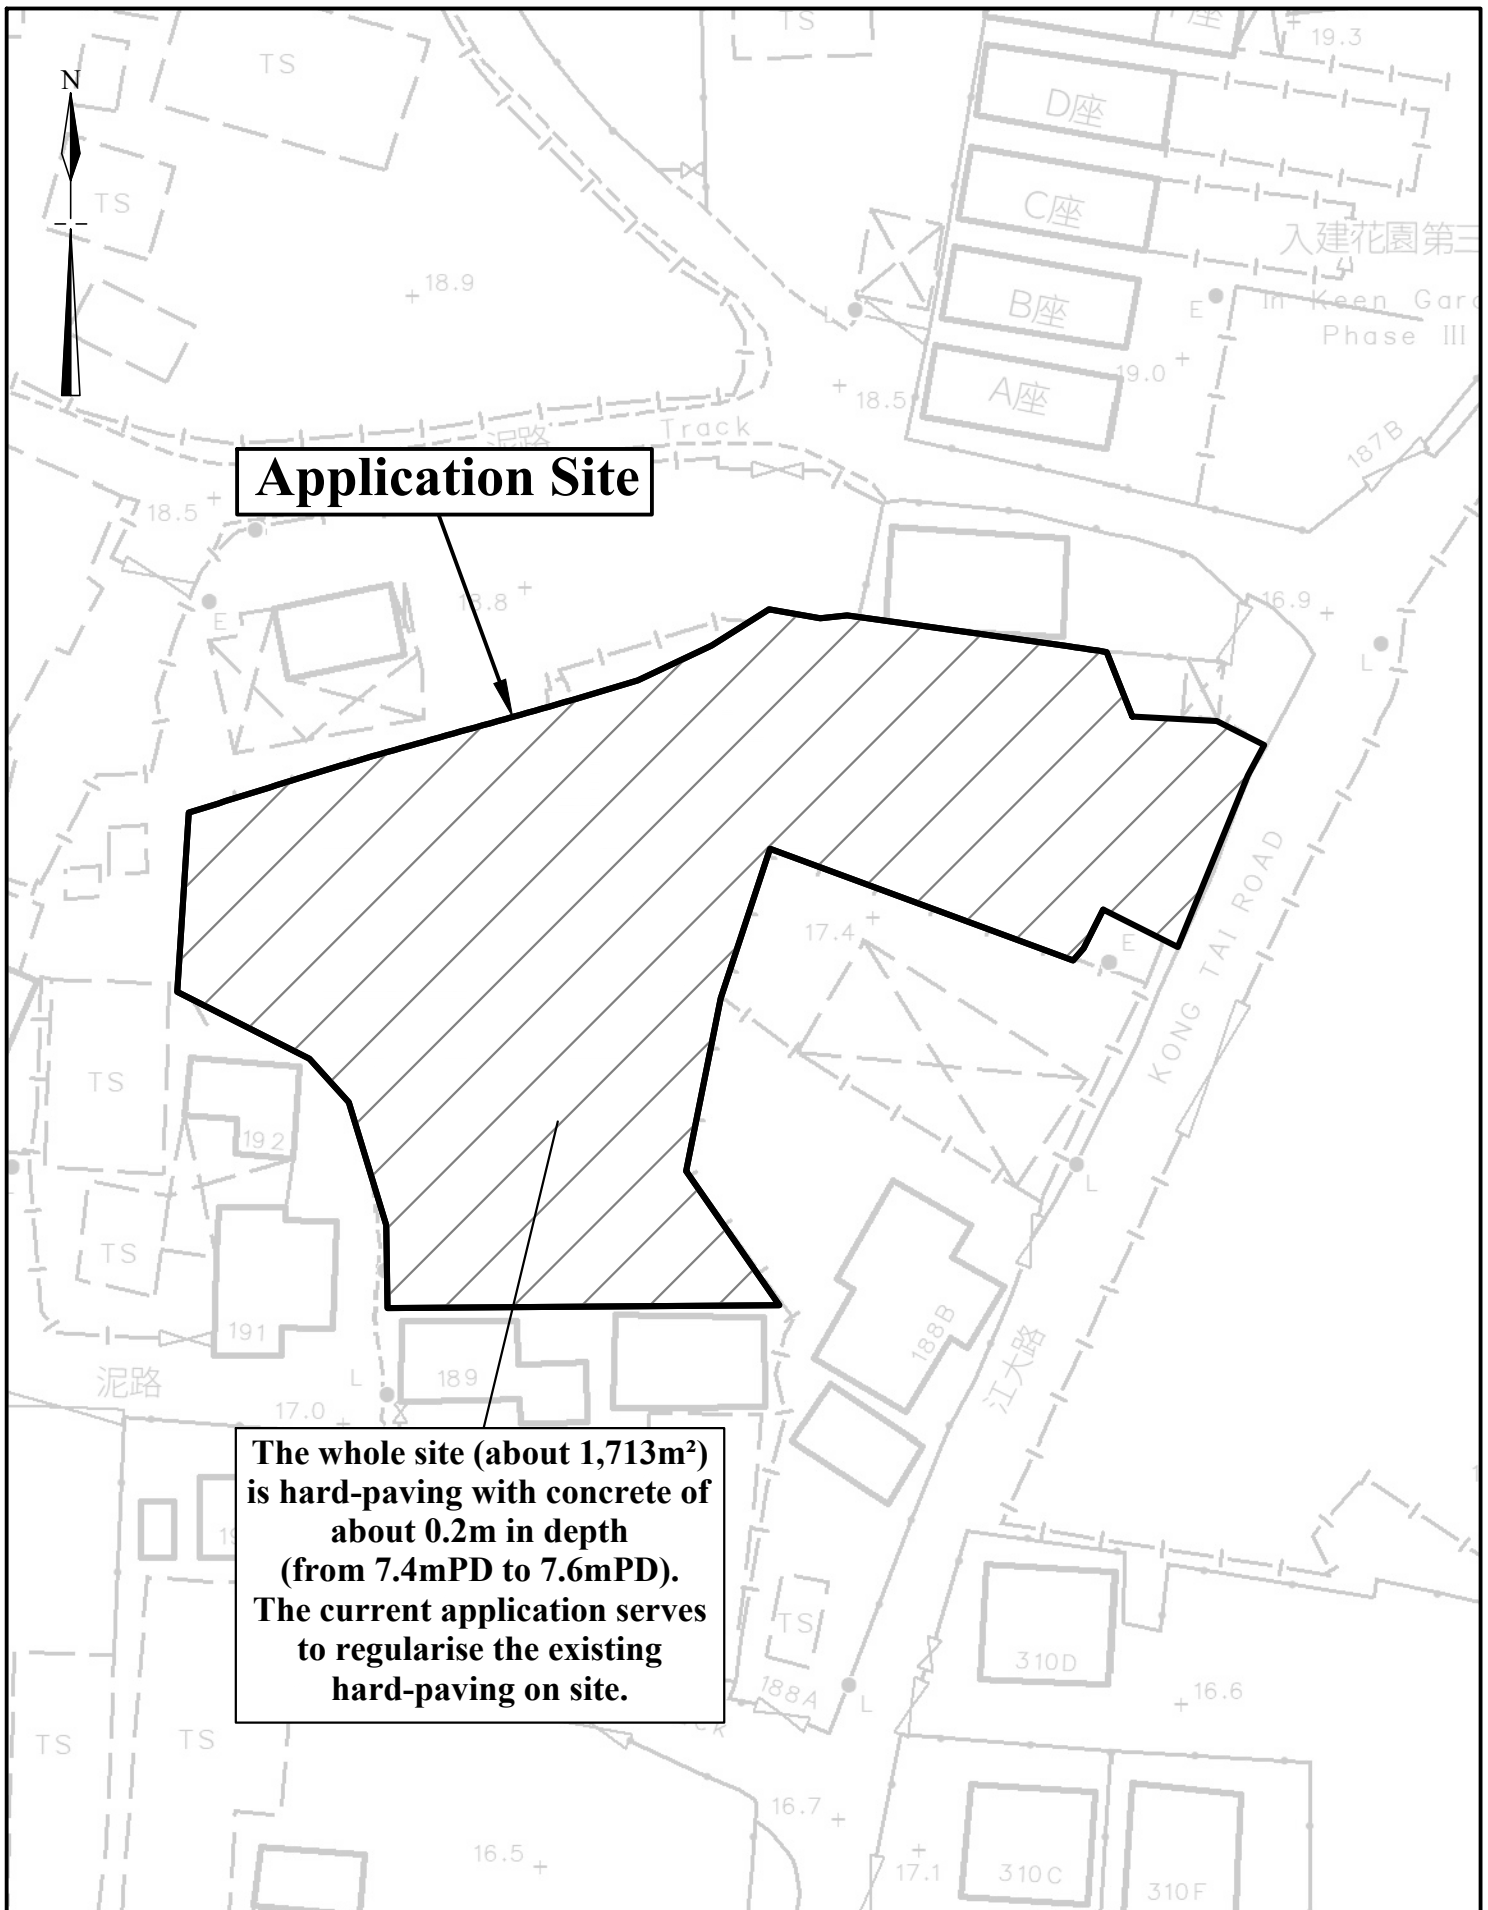 TS
TS
19.3
N
D座
TS
C座
入建花園第三
18.9
B座
E
L
In Keen Gard
Phase III
19.0
A座
18.5
187B
泥路
Track
Application Site
18.5
18.8
16.9
E
L
17.4
E
KONG TAI ROAD
TS
192
L
TS
191
188B
江大路
泥路
L
189
17.0
The whole site (about 1,713m²)
is hard-paving with concrete of
about 0.2m in depth
(from 7.4mPD to 7.6mPD).
The current application serves
to regularise the existing
hard-paving on site.
TS
310D
188A
L
16.6
TS
TS
16.7
16.5
17.1
310C
310F